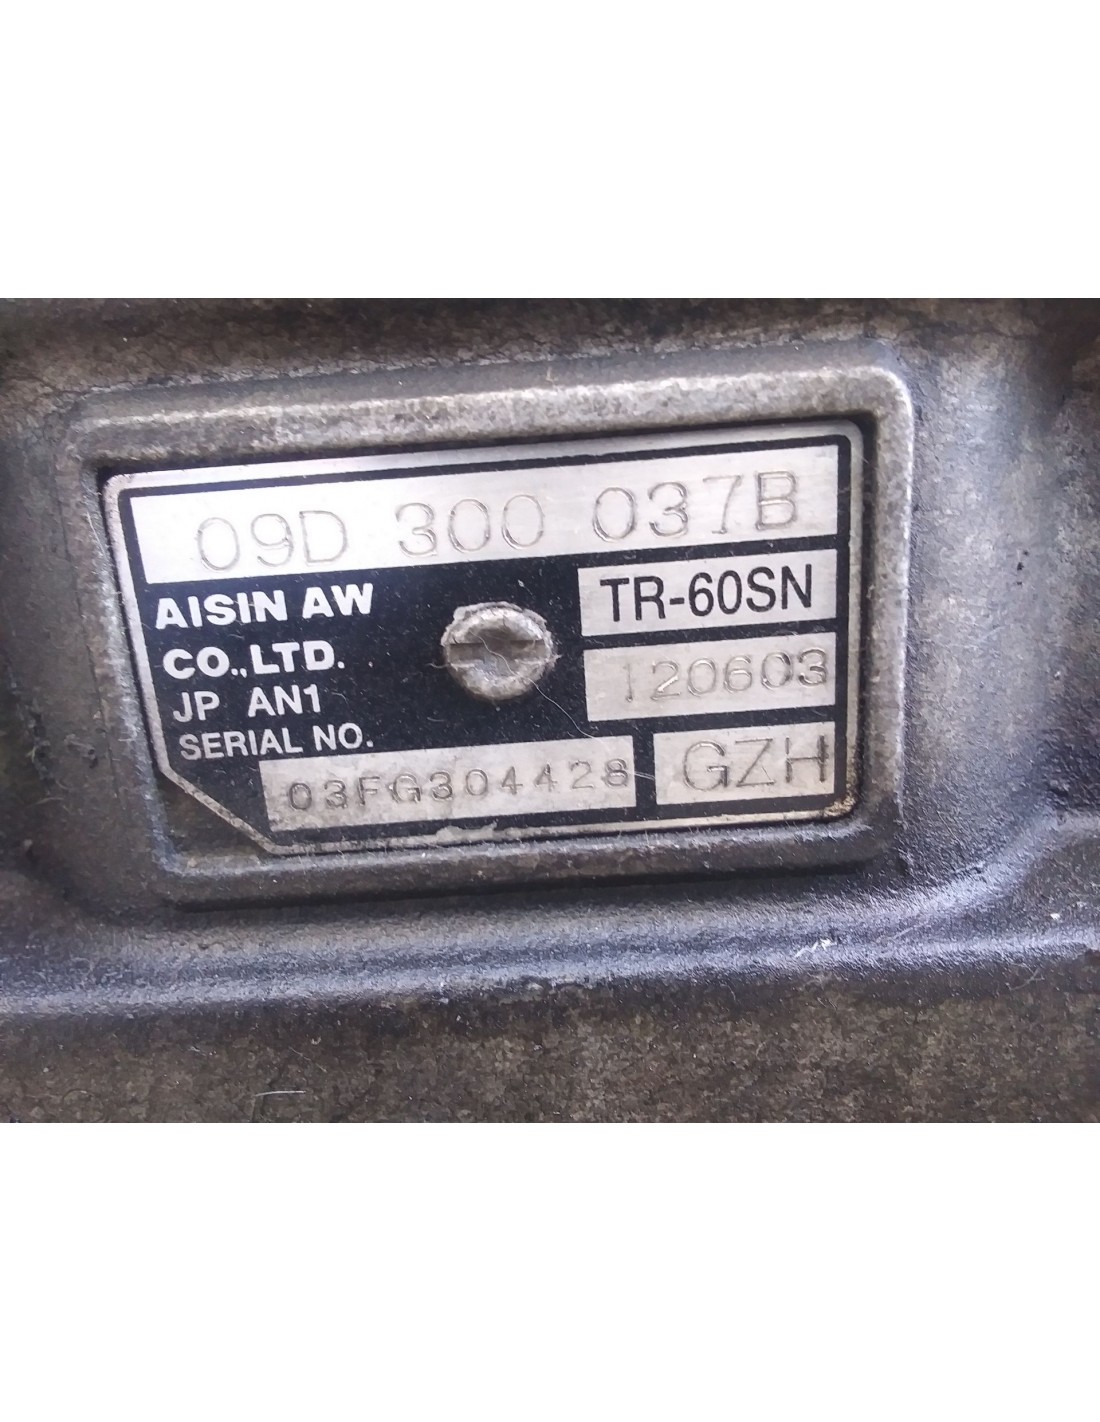 09D 300 037B
AISIN AW
CO.,LTD.
JP AN1
SERIAL NO.
03FG304428
TR-60SN
120603
GZH